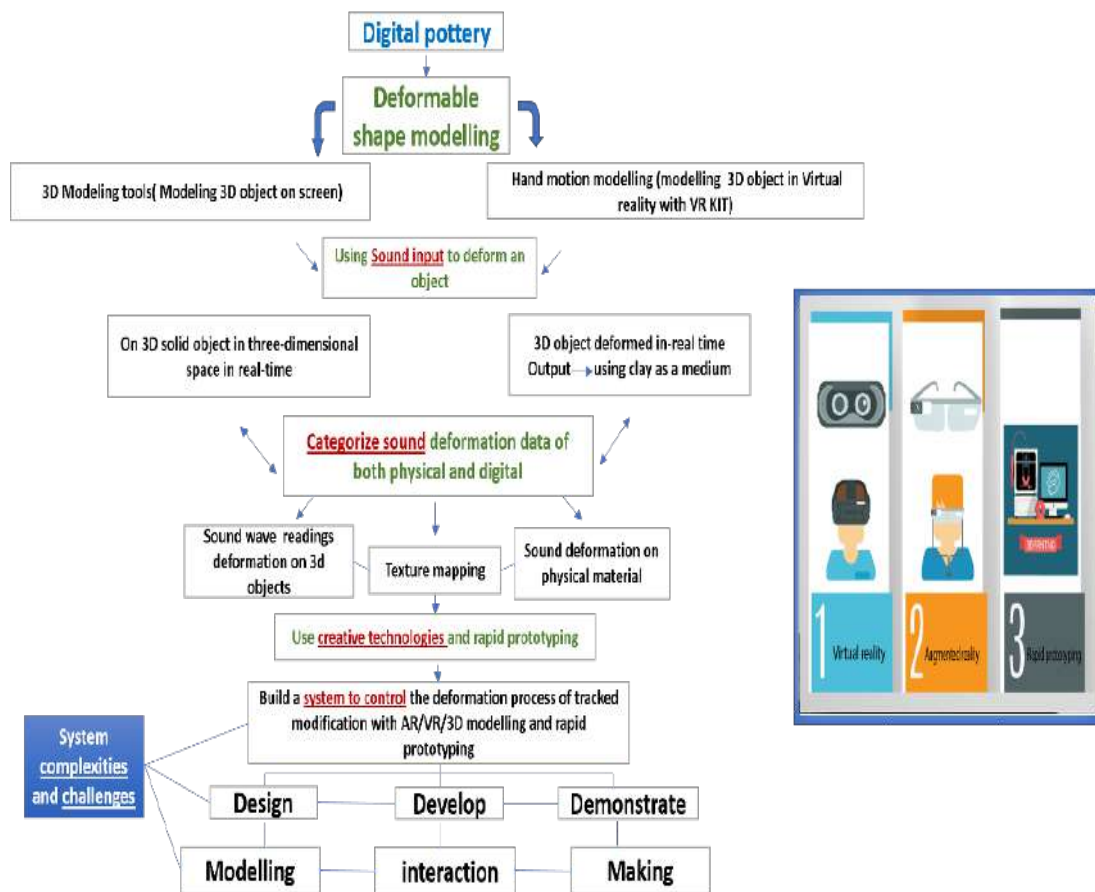 Digital pottery
Deformable
shape modelling
3D Modeling tools( Modeling 3D object on screen)
Hand motion modelling (modelling 3D object in Virtual
reality with VR KIT)
Using Sound input to deform an
object
On 3D solid object in three-dimensional
space in real-time
3D object deformed in-real time
Output using clay as a medium
Categorize sound deformation data of
both physical and digital
Sound wave readings
deformation on 3d
objects
Texture mapping
Sound deformation on
physical material
Use creative technologies and rapid prototyping
Build a system to control the deformation process of tracked
modification with AR/VR/3D modelling and rapid
prototyping
System
complexities
and challenges
Design
Develop
Demonstrate
Modelling
interaction
Making
1
Virtual reality
2
Augmented reality
3
Rapid prototyping